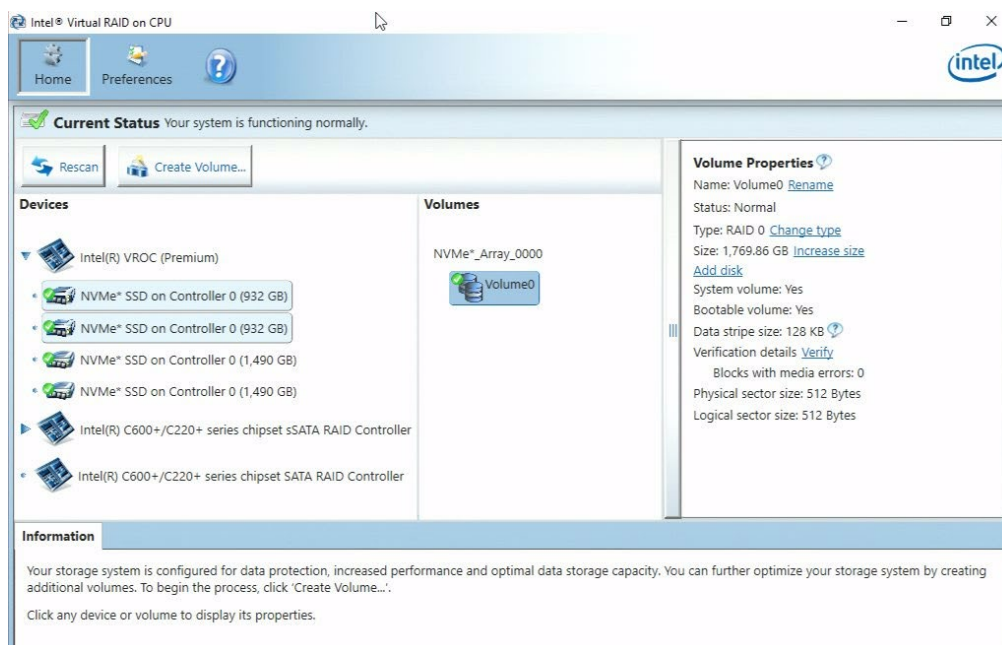 Intel® Virtual RAID on CPU
Home
Preferences
intel
Current Status Your system is functioning normally.
Rescan
Create Volume...
Devices
Intel(R) VROC (Premium)
NVMe* SSD on Controller 0 (932 GB)
NVMe* SSD on Controller 0 (932 GB)
NVMe* SSD on Controller 0 (1,490 GB)
NVMe* SSD on Controller 0 (1,490 GB)
Intel(R) C600+/C220+ series chipset sSATA RAID Controller
Intel(R) C600+/C220+ series chipset SATA RAID Controller
Volumes
NVMe*_Array_0000
Volume0
Volume Properties
Name: Volume0 Rename
Status: Normal
Type: RAID 0 Change type
Size: 1,769.86 GB Increase size
Add disk
System volume: Yes
Bootable volume: Yes
Data stripe size: 128 KB
Verification details Verify
Blocks with media errors: 0
Physical sector size: 512 Bytes
Logical sector size: 512 Bytes
Information
Your storage system is configured for data protection, increased performance and optimal data storage capacity. You can further optimize your storage system by creating
additional volumes. To begin the process, click 'Create Volume...'.
Click any device or volume to display its properties.